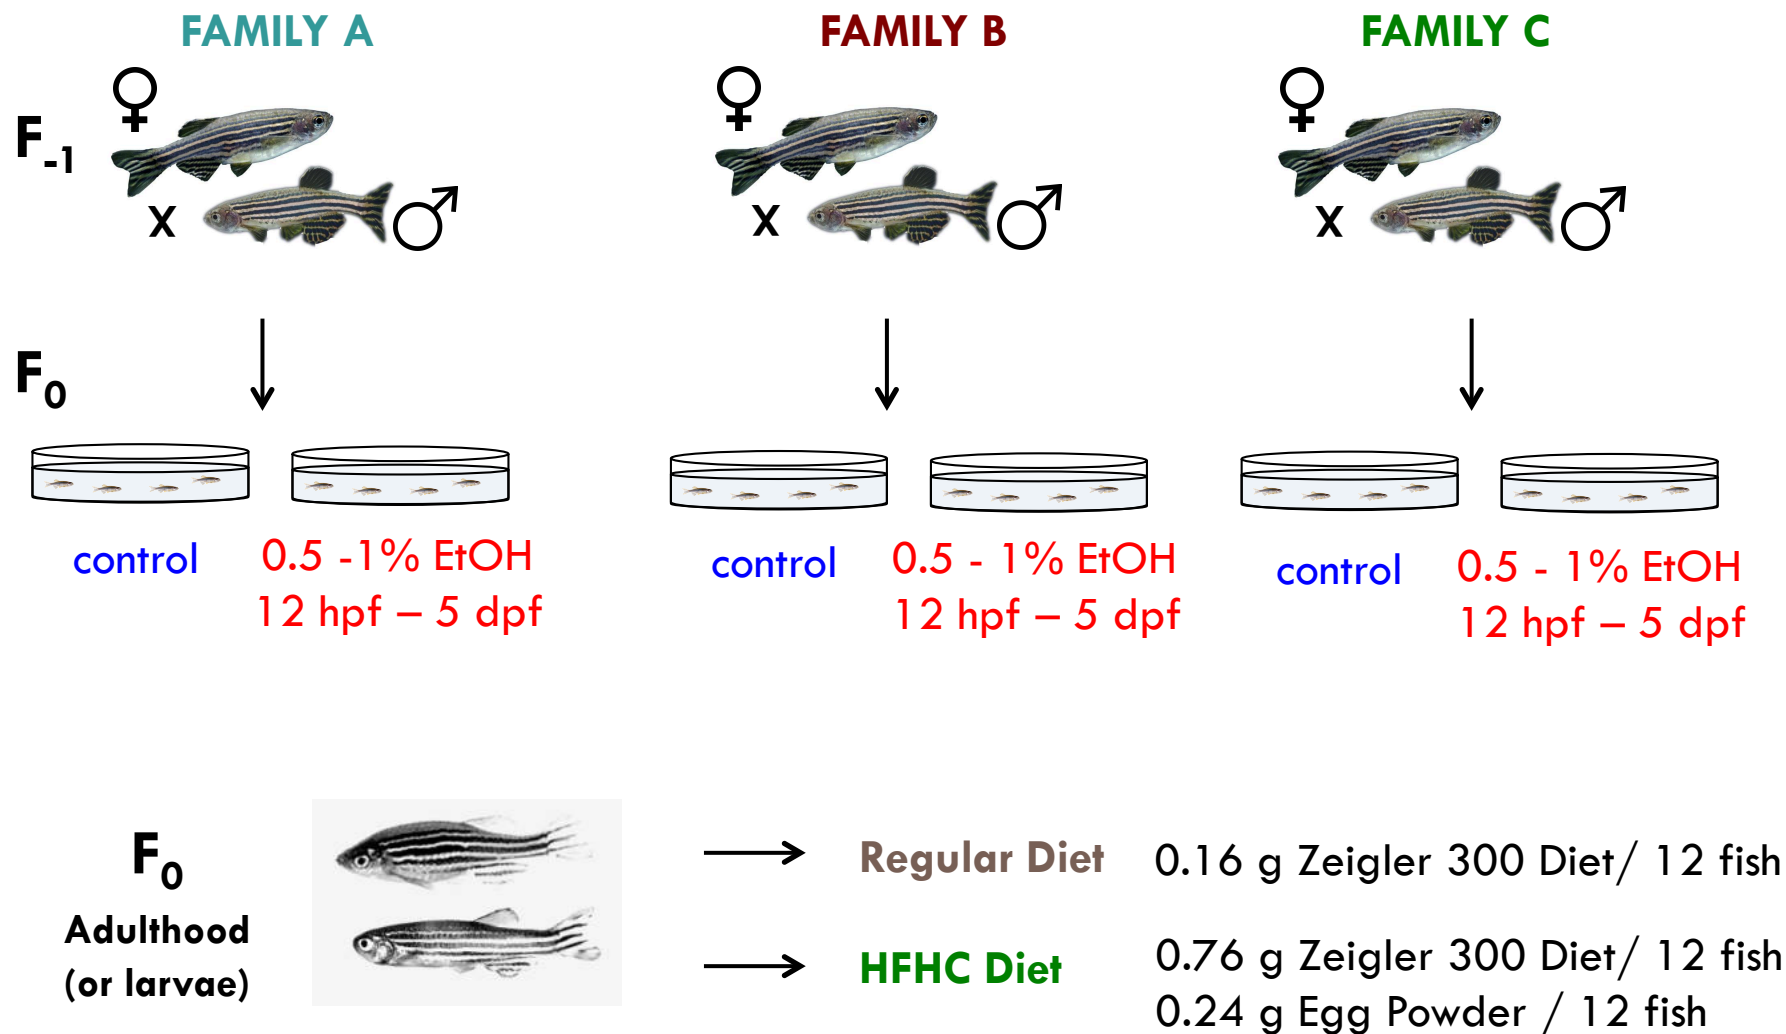 FAMILY A FAMILY B FAMILY C
♀ ♀ ♀
F₋₁
X ♂ X ♂ X ♂
F₀
control 0.5 -1% EtOH control 0.5 - 1% EtOH control 0.5 - 1% EtOH
12 hpf – 5 dpf 12 hpf – 5 dpf 12 hpf – 5 dpf
F₀
Adulthood
(or larvae)
Regular Diet 0.16 g Zeigler 300 Diet/ 12 fish
HFHC Diet 0.76 g Zeigler 300 Diet/ 12 fish
0.24 g Egg Powder / 12 fish